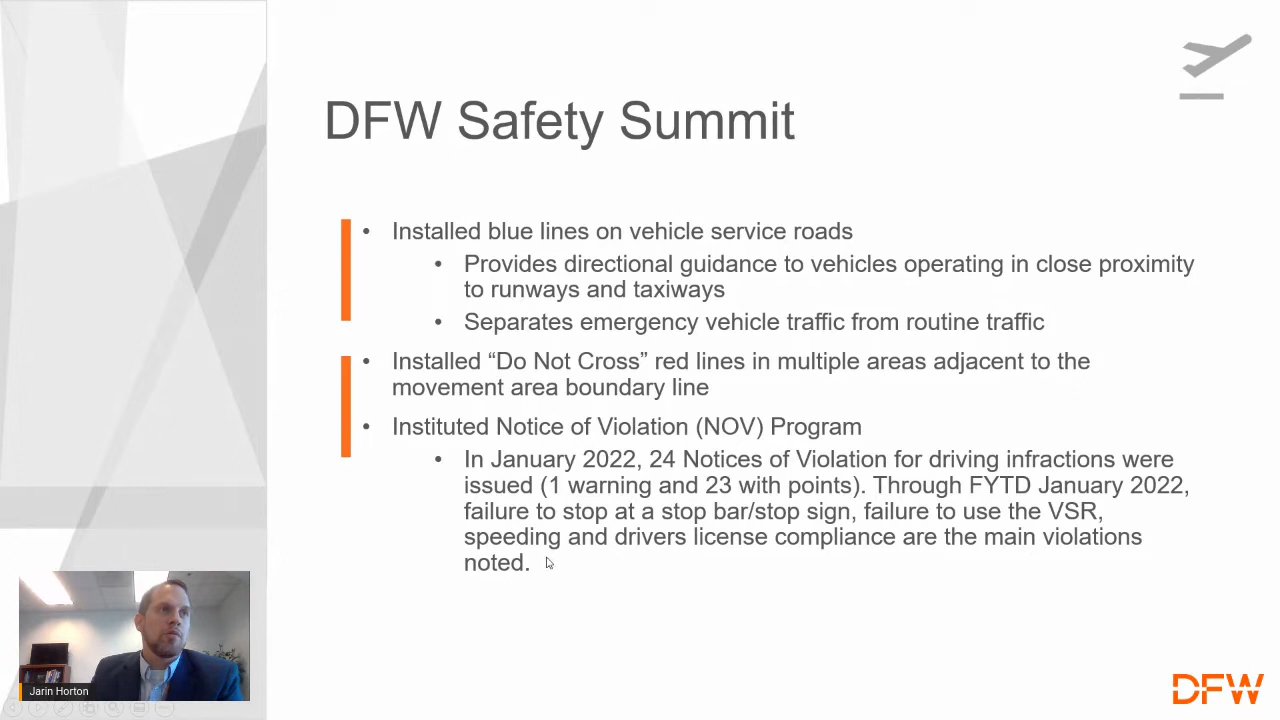 DFW Safety Summit
• Installed blue lines on vehicle service roads
• Provides directional guidance to vehicles operating in close proximity
to runways and taxiways
• Separates emergency vehicle traffic from routine traffic
• Installed “Do Not Cross” red lines in multiple areas adjacent to the
movement area boundary line
• Instituted Notice of Violation (NOV) Program
• In January 2022, 24 Notices of Violation for driving infractions were
issued (1 warning and 23 with points). Through FYTD January 2022,
failure to stop at a stop bar/stop sign, failure to use the VSR,
speeding and drivers license compliance are the main violations
noted.
Jarin Horton
DFW